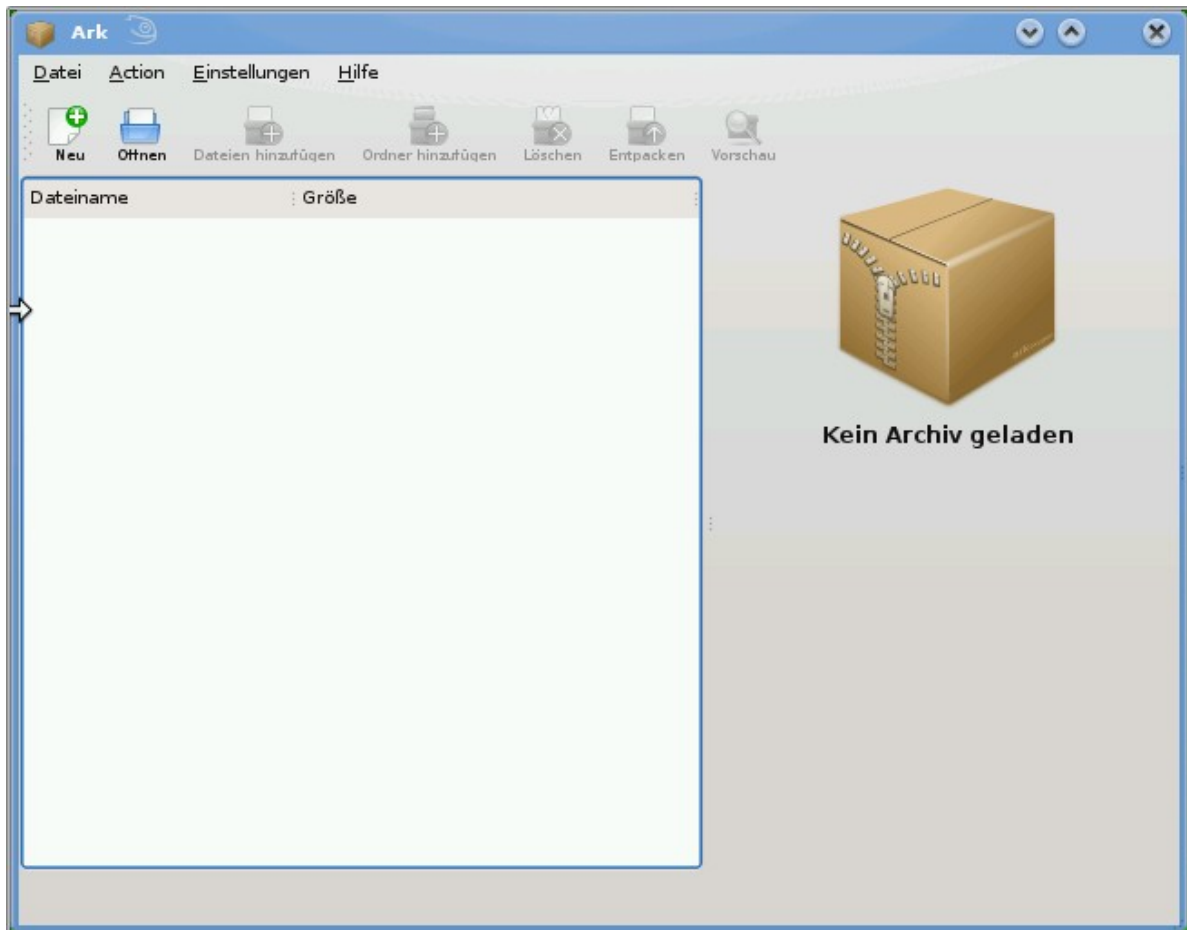 Ark
Datei Action Einstellungen Hilfe
Neu Öffnen Dateien hinzufügen Ordner hinzufügen Löschen Entpacken Vorschau
Dateiname Größe
ark
Kein Archiv geladen